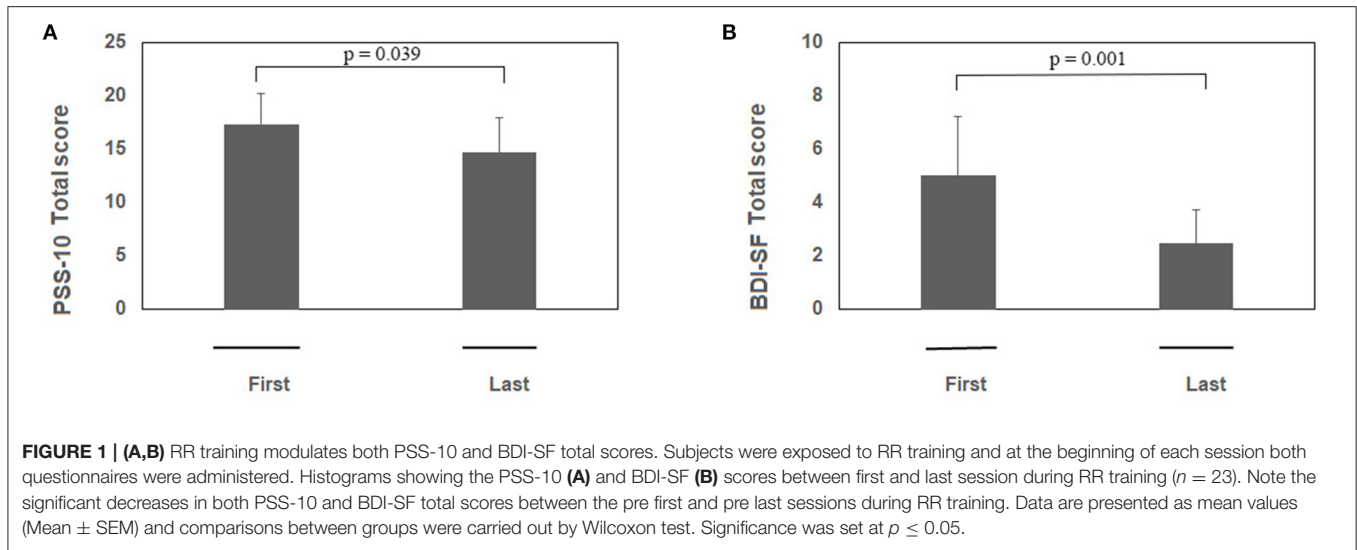 A
B
25
20
15
10
5
0
PSS-10 Total score
p = 0.039
First
Last
10
8
6
4
2
0
BDI-SF Total score
p = 0.001
First
Last
FIGURE 1 | (A,B) RR training modulates both PSS-10 and BDI-SF total scores. Subjects were exposed to RR training and at the beginning of each session both
questionnaires were administered. Histograms showing the PSS-10 (A) and BDI-SF (B) scores between first and last session during RR training (n = 23). Note the
significant decreases in both PSS-10 and BDI-SF total scores between the pre first and pre last sessions during RR training. Data are presented as mean values
(Mean ± SEM) and comparisons between groups were carried out by Wilcoxon test. Significance was set at p ≤ 0.05.